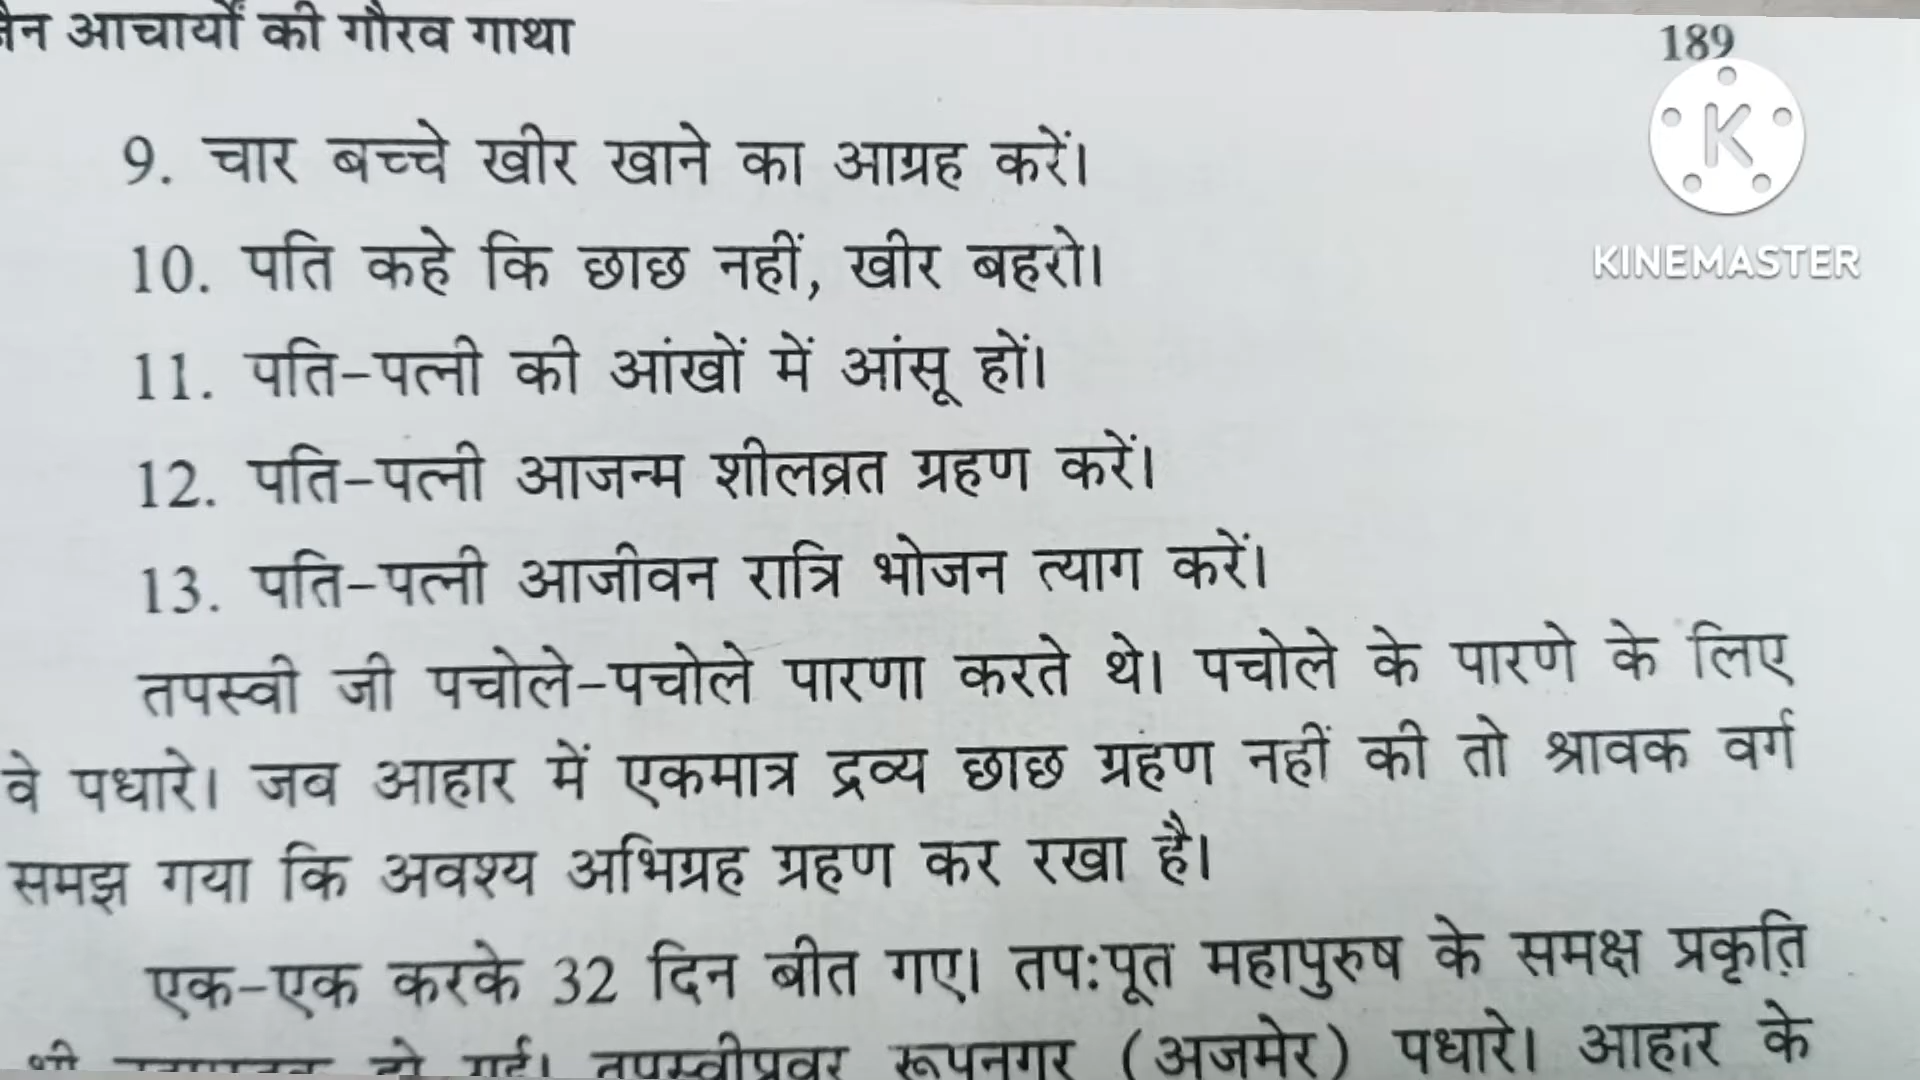 जैन आचार्यों की गौरव गाथा
189
9. चार बच्चे खीर खाने का आग्रह करें।
10. पति कहे कि छाछ नहीं, खीर बहरो।
KINEMASTER
11. पति-पत्नी की आंखों में आंसू हों।
12. पति-पत्नी आजन्म शीलव्रत ग्रहण करें।
13. पति-पत्नी आजीवन रात्रि भोजन त्याग करें।
तपस्वी जी पचोले-पचोले पारणा करते थे। पचोले के पारणे के लिए
वे पधारे। जव आहार में एकमात्र द्रव्य छाछ ग्रहण नहीं की तो श्रावक वर्ग
समझ गया कि अवश्य अभिग्रह ग्रहण कर रखा है।
एक-एक करके 32 दिन बीत गए। तप:पूत महापुरुष के समक्ष प्रकृति
भी हो गई। तपस्वीप्रवर रूपनगर (अजमेर) पधारे। आहार के